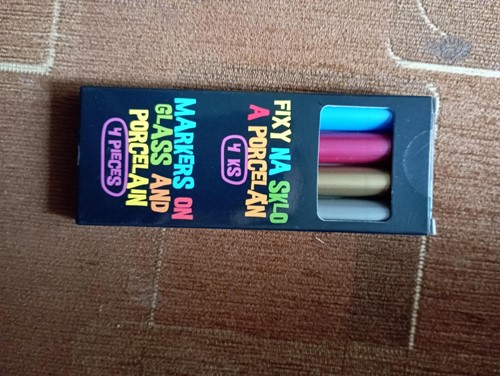 FIXY NA SKLO
A PORCELÁN
4 KS
MARKERS ON
GLASS AND
PORCELAIN
4 PIECES